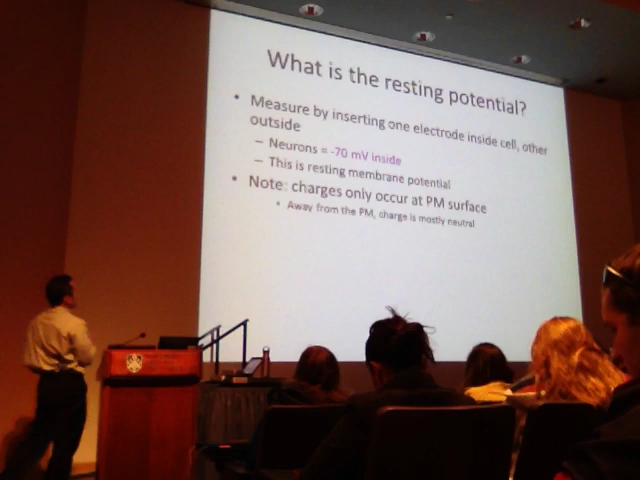 What is the resting potential?
• Measure by inserting one electrode inside cell, other
outside
– Neurons = -70 mV inside
– This is resting membrane potential
• Note: charges only occur at PM surface
• Away from the PM, charge is mostly neutral